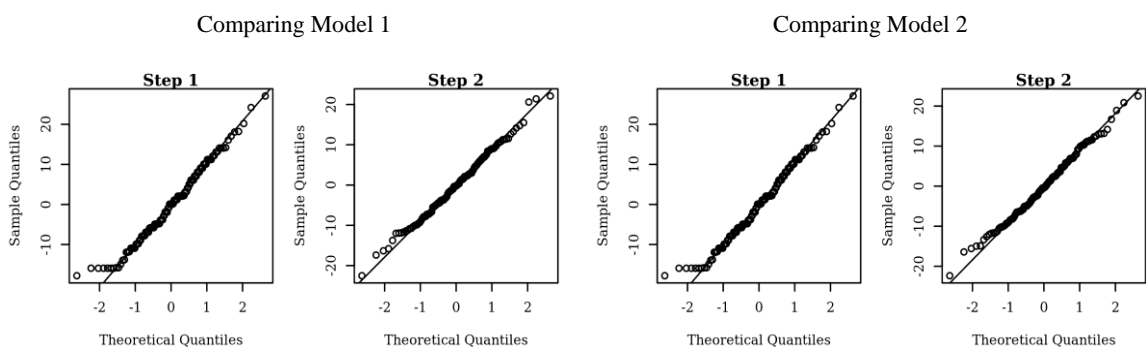 Comparing Model 1
Comparing Model 2
Step 1
Sample Quantiles
20
10
0
-10
-2 -1 0 1 2
Theoretical Quantiles
Step 2
Sample Quantiles
20
10
0
-10
-20
-2 -1 0 1 2
Theoretical Quantiles
Step 1
Sample Quantiles
20
10
0
-10
-2 -1 0 1 2
Theoretical Quantiles
Step 2
Sample Quantiles
20
10
0
-10
-20
-2 -1 0 1 2
Theoretical Quantiles